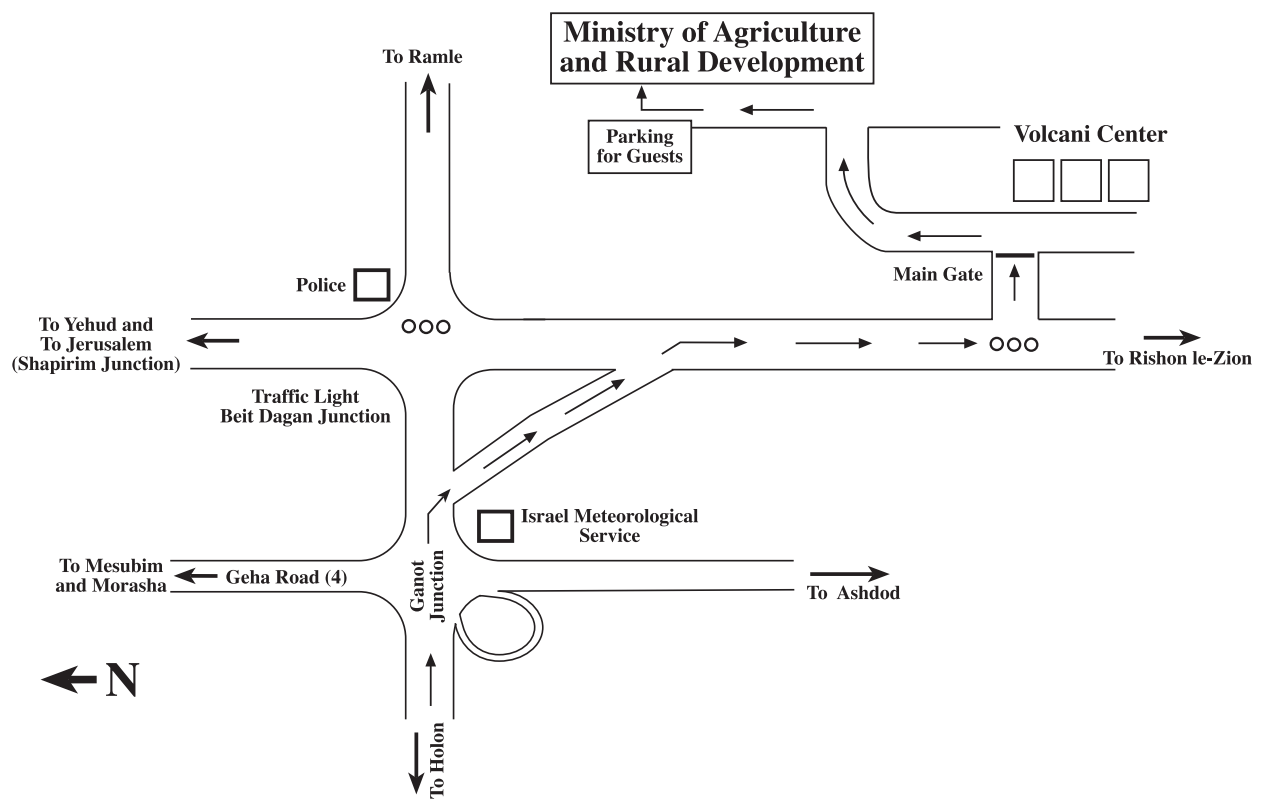 Ministry of Agriculture
and Rural Development
To Ramle
Parking
for Guests
Volcani Center
Police
Main Gate
To Yehud and
To Jerusalem
(Shapirim Junction)
To Rishon le-Zion
Traffic Light
Beit Dagan Junction
Israel Meteorological
Service
To Mesubim
and Morasha
Geha Road (4)
Ganot
Junction
To Ashdod
N
To Holon